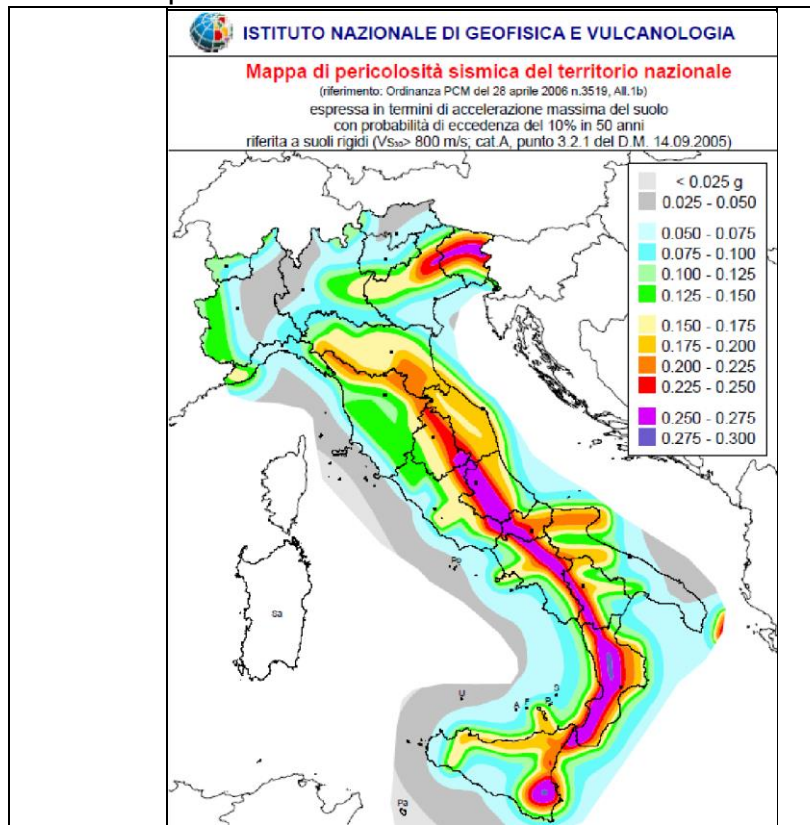 ISTITUTO NAZIONALE DI GEOFISICA E VULCANOLOGIA
Mappa di pericolosità sismica del territorio nazionale
(riferimento: Ordinanza PCM del 28 aprile 2006 n.3519, All.1b)
espressa in termini di accelerazione massima del suolo
con probabilità di eccedenza del 10% in 50 anni
riferita a suoli rigidi (Vs₃₀> 800 m/s; cat.A, punto 3.2.1 del D.M. 14.09.2005)
< 0.025 g
0.025 - 0.050
0.050 - 0.075
0.075 - 0.100
0.100 - 0.125
0.125 - 0.150
0.150 - 0.175
0.175 - 0.200
0.200 - 0.225
0.225 - 0.250
0.250 - 0.275
0.275 - 0.300
Sa
U
A
Pa